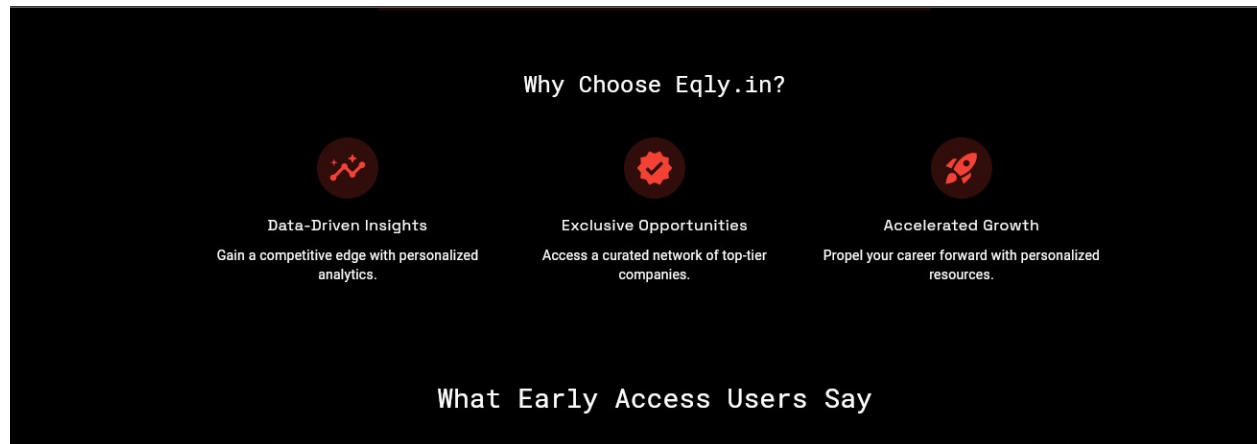 Why Choose Eqly.in?
Data-Driven Insights
Gain a competitive edge with personalized
analytics.
Exclusive Opportunities
Access a curated network of top-tier
companies.
Accelerated Growth
Propel your career forward with personalized
resources.
What Early Access Users Say